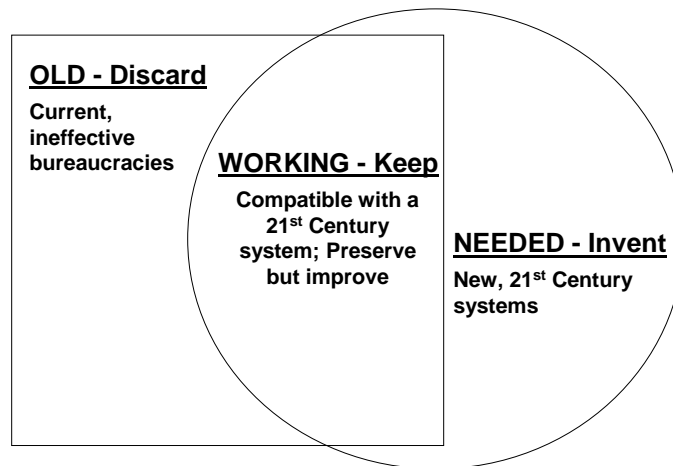 OLD - Discard
Current,
ineffective
bureaucracies
WORKING - Keep
Compatible with a
21st Century
system; Preserve
but improve
NEEDED - Invent
New, 21st Century
systems